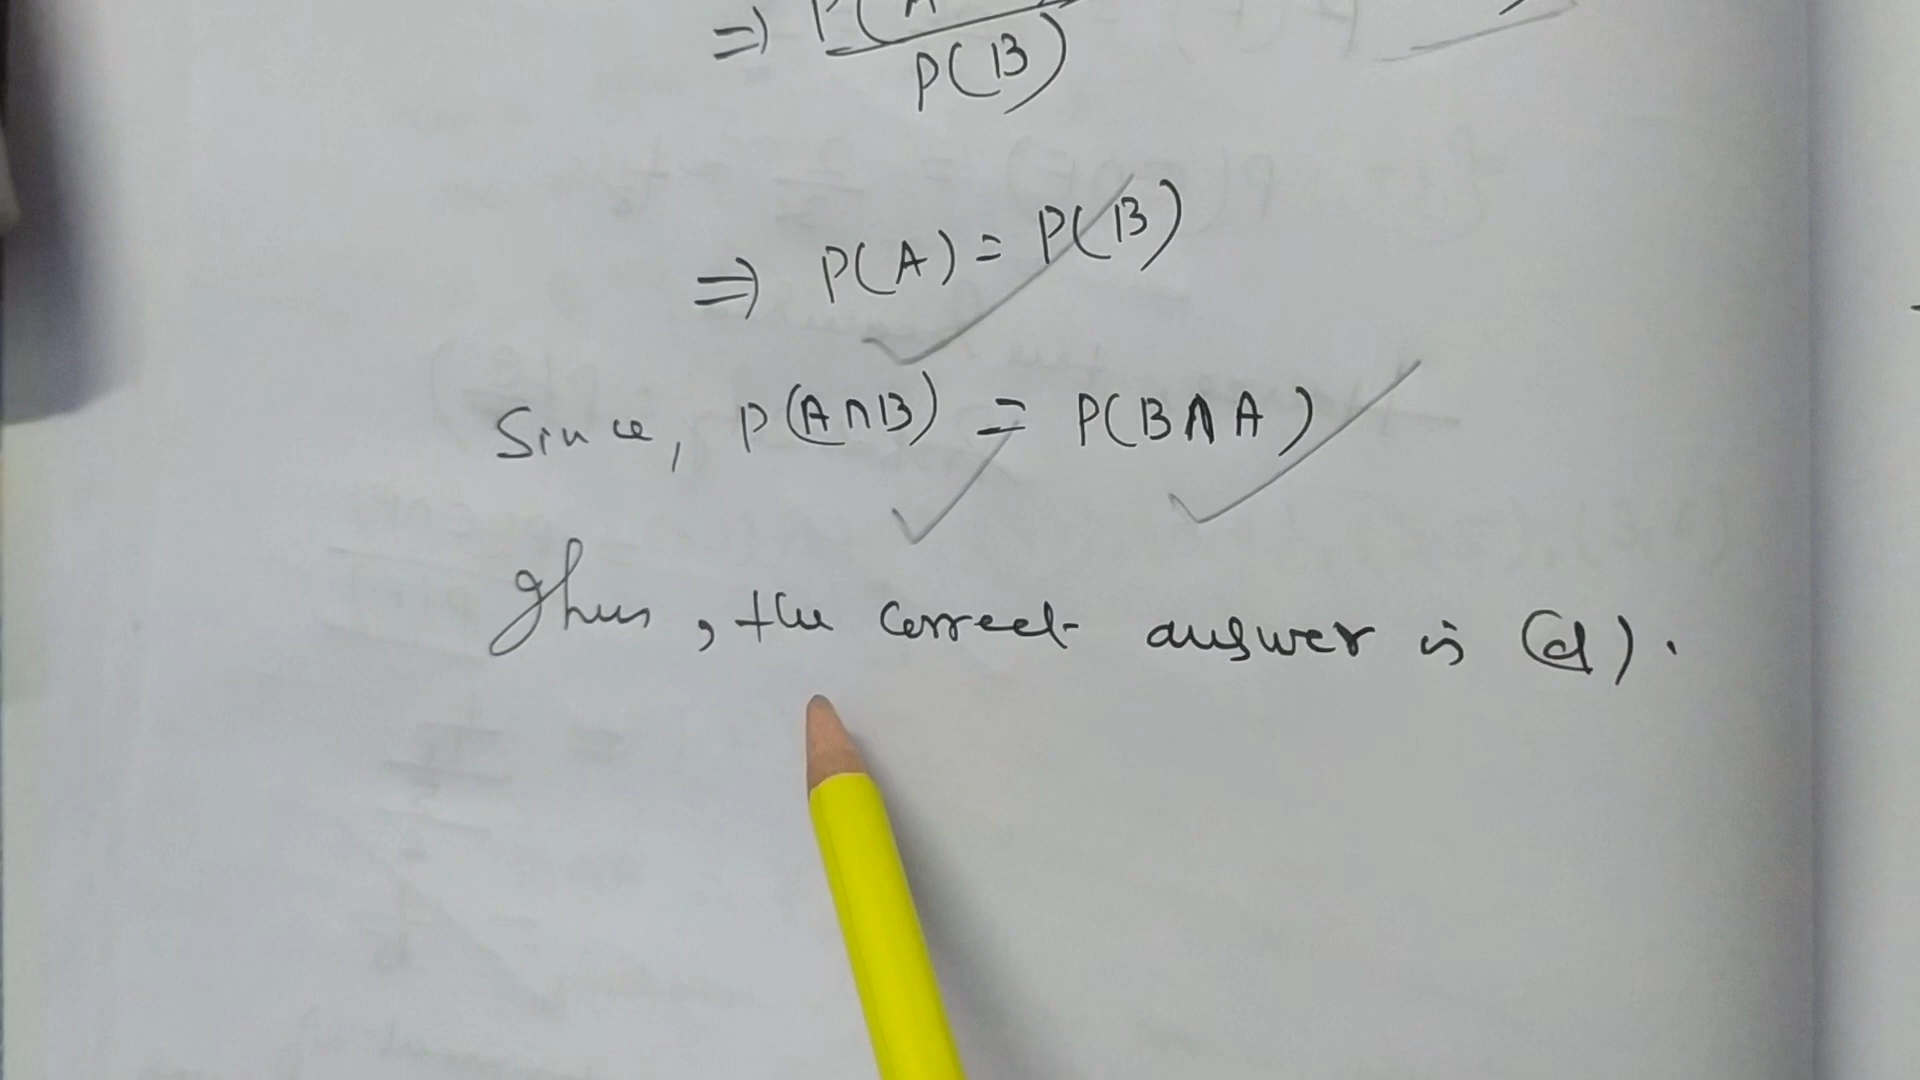 => P(A
P(B)
=> P(A) = P(B)
Since, P(A∩B) = P(B∩A)
Thus, the correct answer is (d).